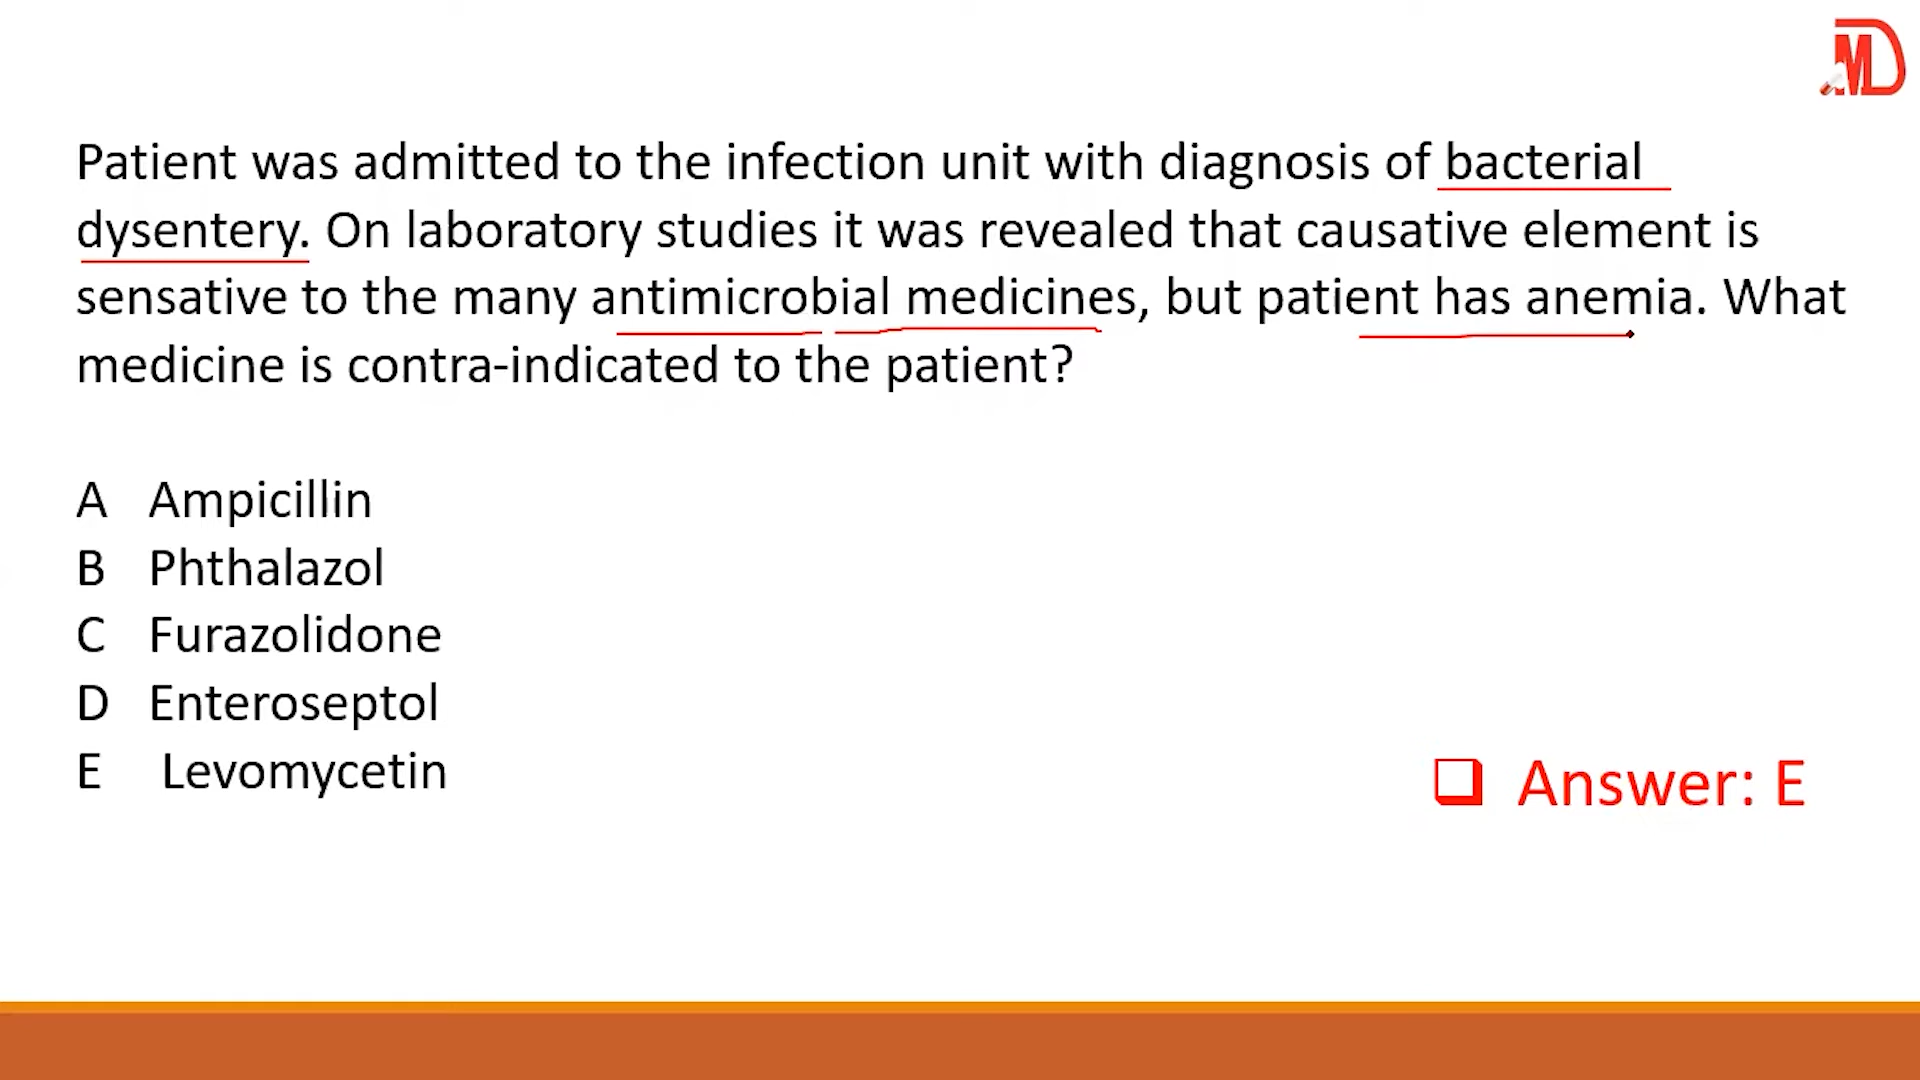 MD
Patient was admitted to the infection unit with diagnosis of bacterial
dysentery. On laboratory studies it was revealed that causative element is
sensative to the many antimicrobial medicines, but patient has anemia. What
medicine is contra-indicated to the patient?
A Ampicillin
B Phthalazol
C Furazolidone
D Enteroseptol
E Levomycetin
❑ Answer: E